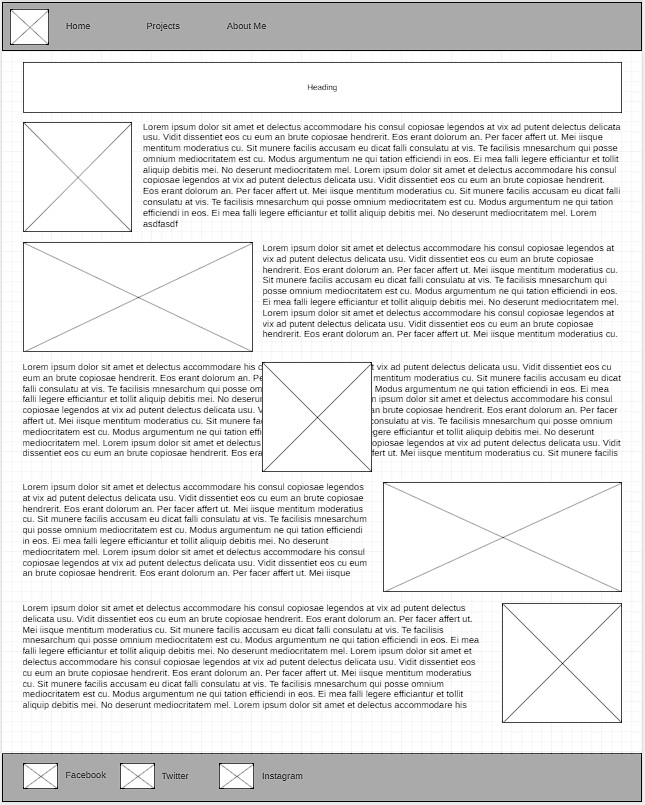 Home Projects About Me
Heading
Lorem ipsum dolor sit amet et delectus accommodare his consul copiosae legendos at vix ad putent delectus delicata
usu. Vidit dissentiet eos cu eum an brute copiosae hendrerit. Eos erant dolorum an. Per facer affert ut. Mei iisque
mentitum moderatius cu. Sit munere facilis accusam eu dicat falli consulatu at vis. Te facilisis mnesarchum qui posse
omnium mediocritatem est cu. Modus argumentum ne qui tation efficiendi in eos. Ei mea falli legere efficiantur et tollit
aliquip debitis mei. No deserunt mediocritatem mel. Lorem ipsum dolor sit amet et delectus accommodare his consul
copiosae legendos at vix ad putent delectus delicata usu. Vidit dissentiet eos cu eum an brute copiosae hendrerit.
Eos erant dolorum an. Per facer affert ut. Mei iisque mentitum moderatius cu. Sit munere facilis accusam eu dicat falli
consulatu at vis. Te facilisis mnesarchum qui posse omnium mediocritatem est cu. Modus argumentum ne qui tation
efficiendi in eos. Ei mea falli legere efficiantur et tollit aliquip debitis mei. No deserunt mediocritatem mel. Lorem
asdfasdf
Lorem ipsum dolor sit amet et delectus accommodare his consul copiosae legendos at
vix ad putent delectus delicata usu. Vidit dissentiet eos cu eum an brute copiosae
hendrerit. Eos erant dolorum an. Per facer affert ut. Mei iisque mentitum moderatius cu.
Sit munere facilis accusam eu dicat falli consulatu at vis. Te facilisis mnesarchum qui
posse omnium mediocritatem est cu. Modus argumentum ne qui tation efficiendi in eos.
Ei mea falli legere efficiantur et tollit aliquip debitis mei. No deserunt mediocritatem mel.
Lorem ipsum dolor sit amet et delectus accommodare his consul copiosae legendos at
vix ad putent delectus delicata usu. Vidit dissentiet eos cu eum an brute copiosae
hendrerit. Eos erant dolorum an. Per facer affert ut. Mei iisque mentitum moderatius cu.
Lorem ipsum dolor sit amet et delectus accommodare his c t vix ad putent delectus delicata usu. Vidit dissentiet eos cu
eum an brute copiosae hendrerit. Eos erant dolorum an. Pe mentitum moderatius cu. Sit munere facilis accusam eu dicat
falli consulatu at vis. Te facilisis mnesarchum qui posse om Modus argumentum ne qui tation efficiendi in eos. Ei mea
falli legere efficiantur et tollit aliquip debitis mei. No deserun n ipsum dolor sit amet et delectus accommodare his consul
copiosae legendos at vix ad putent delectus delicata usu. V an brute copiosae hendrerit. Eos erant dolorum an. Per facer
affert ut. Mei iisque mentitum moderatius cu. Sit munere fac consulatu at vis. Te facilisis mnesarchum qui posse omnium
mediocritatem est cu. Modus argumentum ne qui tation effi legere efficiantur et tollit aliquip debitis mei. No deserunt
mediocritatem mel. Lorem ipsum dolor sit amet et delectus opiosae legendos at vix ad putent delectus delicata usu. Vidit
dissentiet eos cu eum an brute copiosae hendrerit. Eos era ffert ut. Mei iisque mentitum moderatius cu. Sit munere facilis
Lorem ipsum dolor sit amet et delectus accommodare his consul copiosae legendos
at vix ad putent delectus delicata usu. Vidit dissentiet eos cu eum an brute copiosae
hendrerit. Eos erant dolorum an. Per facer affert ut. Mei iisque mentitum moderatius
cu. Sit munere facilis accusam eu dicat falli consulatu at vis. Te facilisis mnesarchum
qui posse omnium mediocritatem est cu. Modus argumentum ne qui tation efficiendi
in eos. Ei mea falli legere efficiantur et tollit aliquip debitis mei. No deserunt
mediocritatem mel. Lorem ipsum dolor sit amet et delectus accommodare his consul
copiosae legendos at vix ad putent delectus delicata usu. Vidit dissentiet eos cu eum
an brute copiosae hendrerit. Eos erant dolorum an. Per facer affert ut. Mei iisque
Lorem ipsum dolor sit amet et delectus accommodare his consul copiosae legendos at vix ad putent delectus
delicata usu. Vidit dissentiet eos cu eum an brute copiosae hendrerit. Eos erant dolorum an. Per facer affert ut.
Mei iisque mentitum moderatius cu. Sit munere facilis accusam eu dicat falli consulatu at vis. Te facilisis
mnesarchum qui posse omnium mediocritatem est cu. Modus argumentum ne qui tation efficiendi in eos. Ei mea
falli legere efficiantur et tollit aliquip debitis mei. No deserunt mediocritatem mel. Lorem ipsum dolor sit amet et
delectus accommodare his consul copiosae legendos at vix ad putent delectus delicata usu. Vidit dissentiet eos
cu eum an brute copiosae hendrerit. Eos erant dolorum an. Per facer affert ut. Mei iisque mentitum moderatius
cu. Sit munere facilis accusam eu dicat falli consulatu at vis. Te facilisis mnesarchum qui posse omnium
mediocritatem est cu. Modus argumentum ne qui tation efficiendi in eos. Ei mea falli legere efficiantur et tollit
aliquip debitis mei. No deserunt mediocritatem mel. Lorem ipsum dolor sit amet et delectus accommodare his
Facebook Twitter Instagram